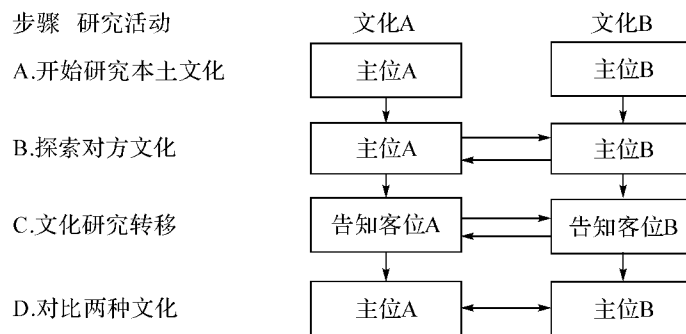 步骤 研究活动 文化A 文化B
A.开始研究本土文化 主位A 主位B
B.探索对方文化 主位A 主位B
C.文化研究转移 告知客位A 告知客位B
D.对比两种文化 主位A 主位B